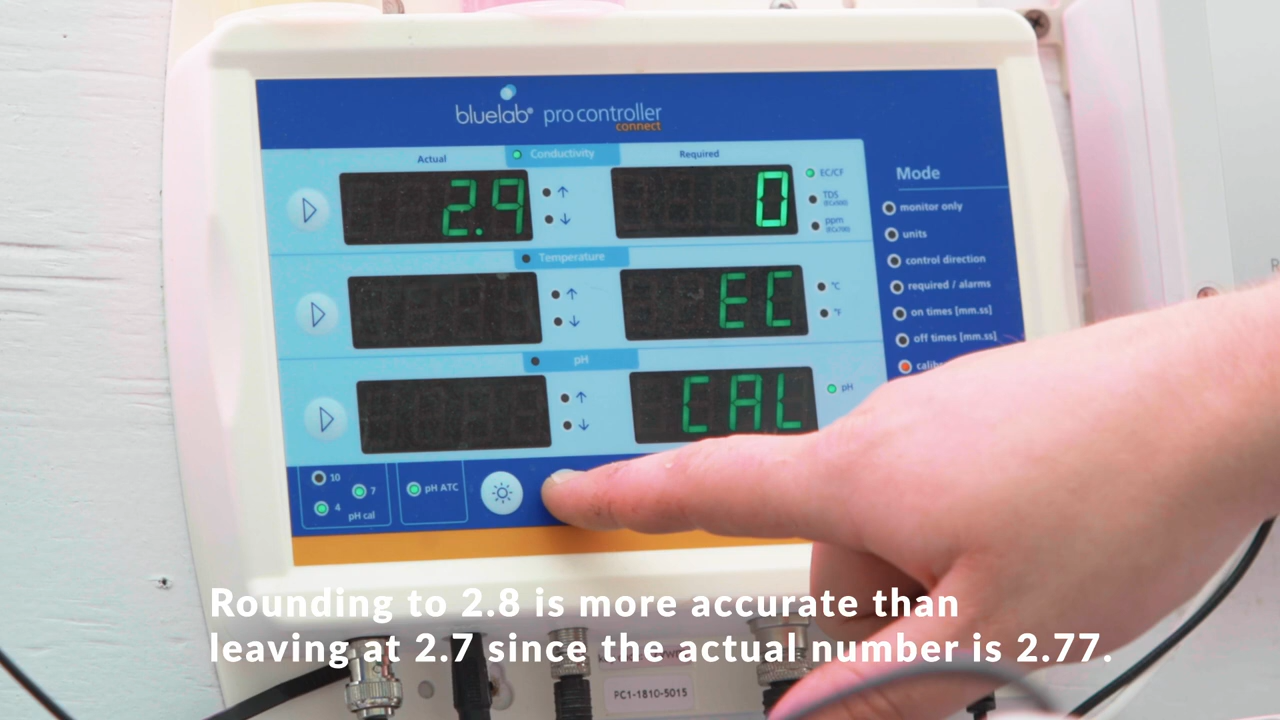 bluelab® pro controller
connect
Actual
Conductivity
Required
Mode
2.9
0
EC/CF
TDS
ppm
monitor only
units
control direction
required / alarms
on times [mm.ss]
off times [mm.ss]
Temperature
EC
°C
°F
pH
CAL
pH
10
7
4
pH cal
pH ATC
Rounding to 2.8 is more accurate than
leaving at 2.7 since the actual number is 2.77.
PC1-1810-5015